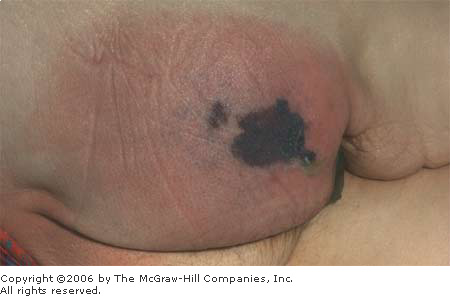 Copyright ©2006 by The McGraw-Hill Companies, Inc.
All rights reserved.